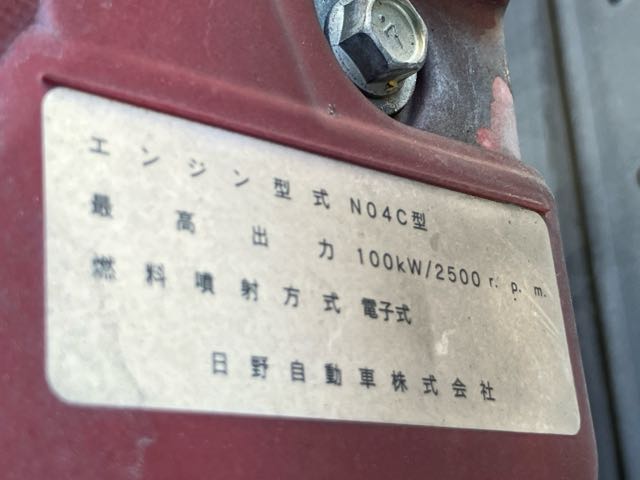 エンジン型式 N04C型
最高出力 100kW/2500 r.p.m.
燃料噴射方式 電子式
日野自動車株式会社